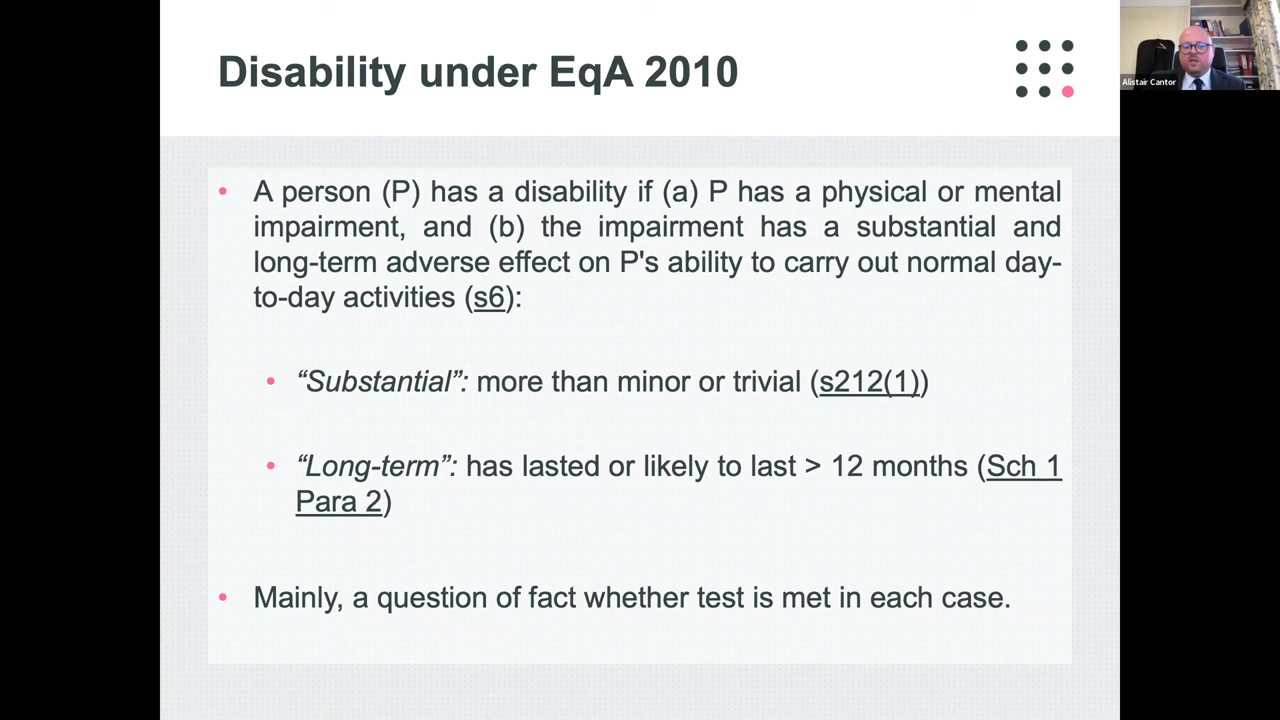 Disability under EqA 2010
Alistair Cantor
• A person (P) has a disability if (a) P has a physical or mental
impairment, and (b) the impairment has a substantial and
long-term adverse effect on P's ability to carry out normal day-
to-day activities (s6):
• “Substantial”: more than minor or trivial (s212(1))
• “Long-term”: has lasted or likely to last > 12 months (Sch 1
Para 2)
• Mainly, a question of fact whether test is met in each case.